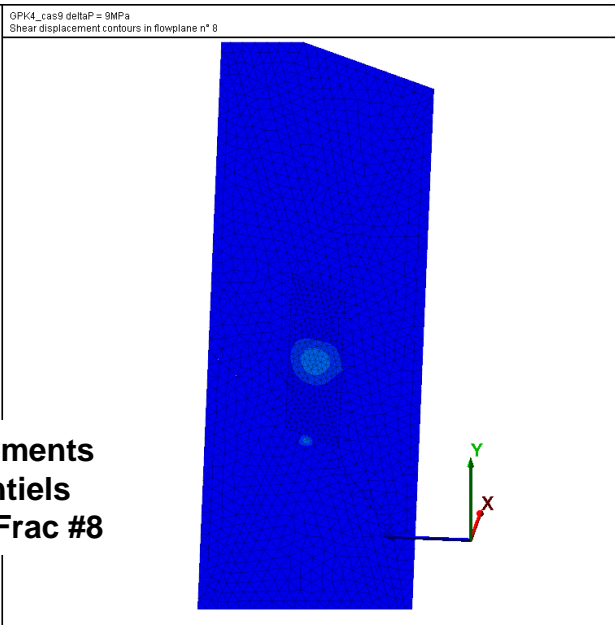 GPK4_cas9 deltaP = 9MPa
Shear displacement contours in flowplane n° 8
Y
X
ments
ntiels
Frac #8